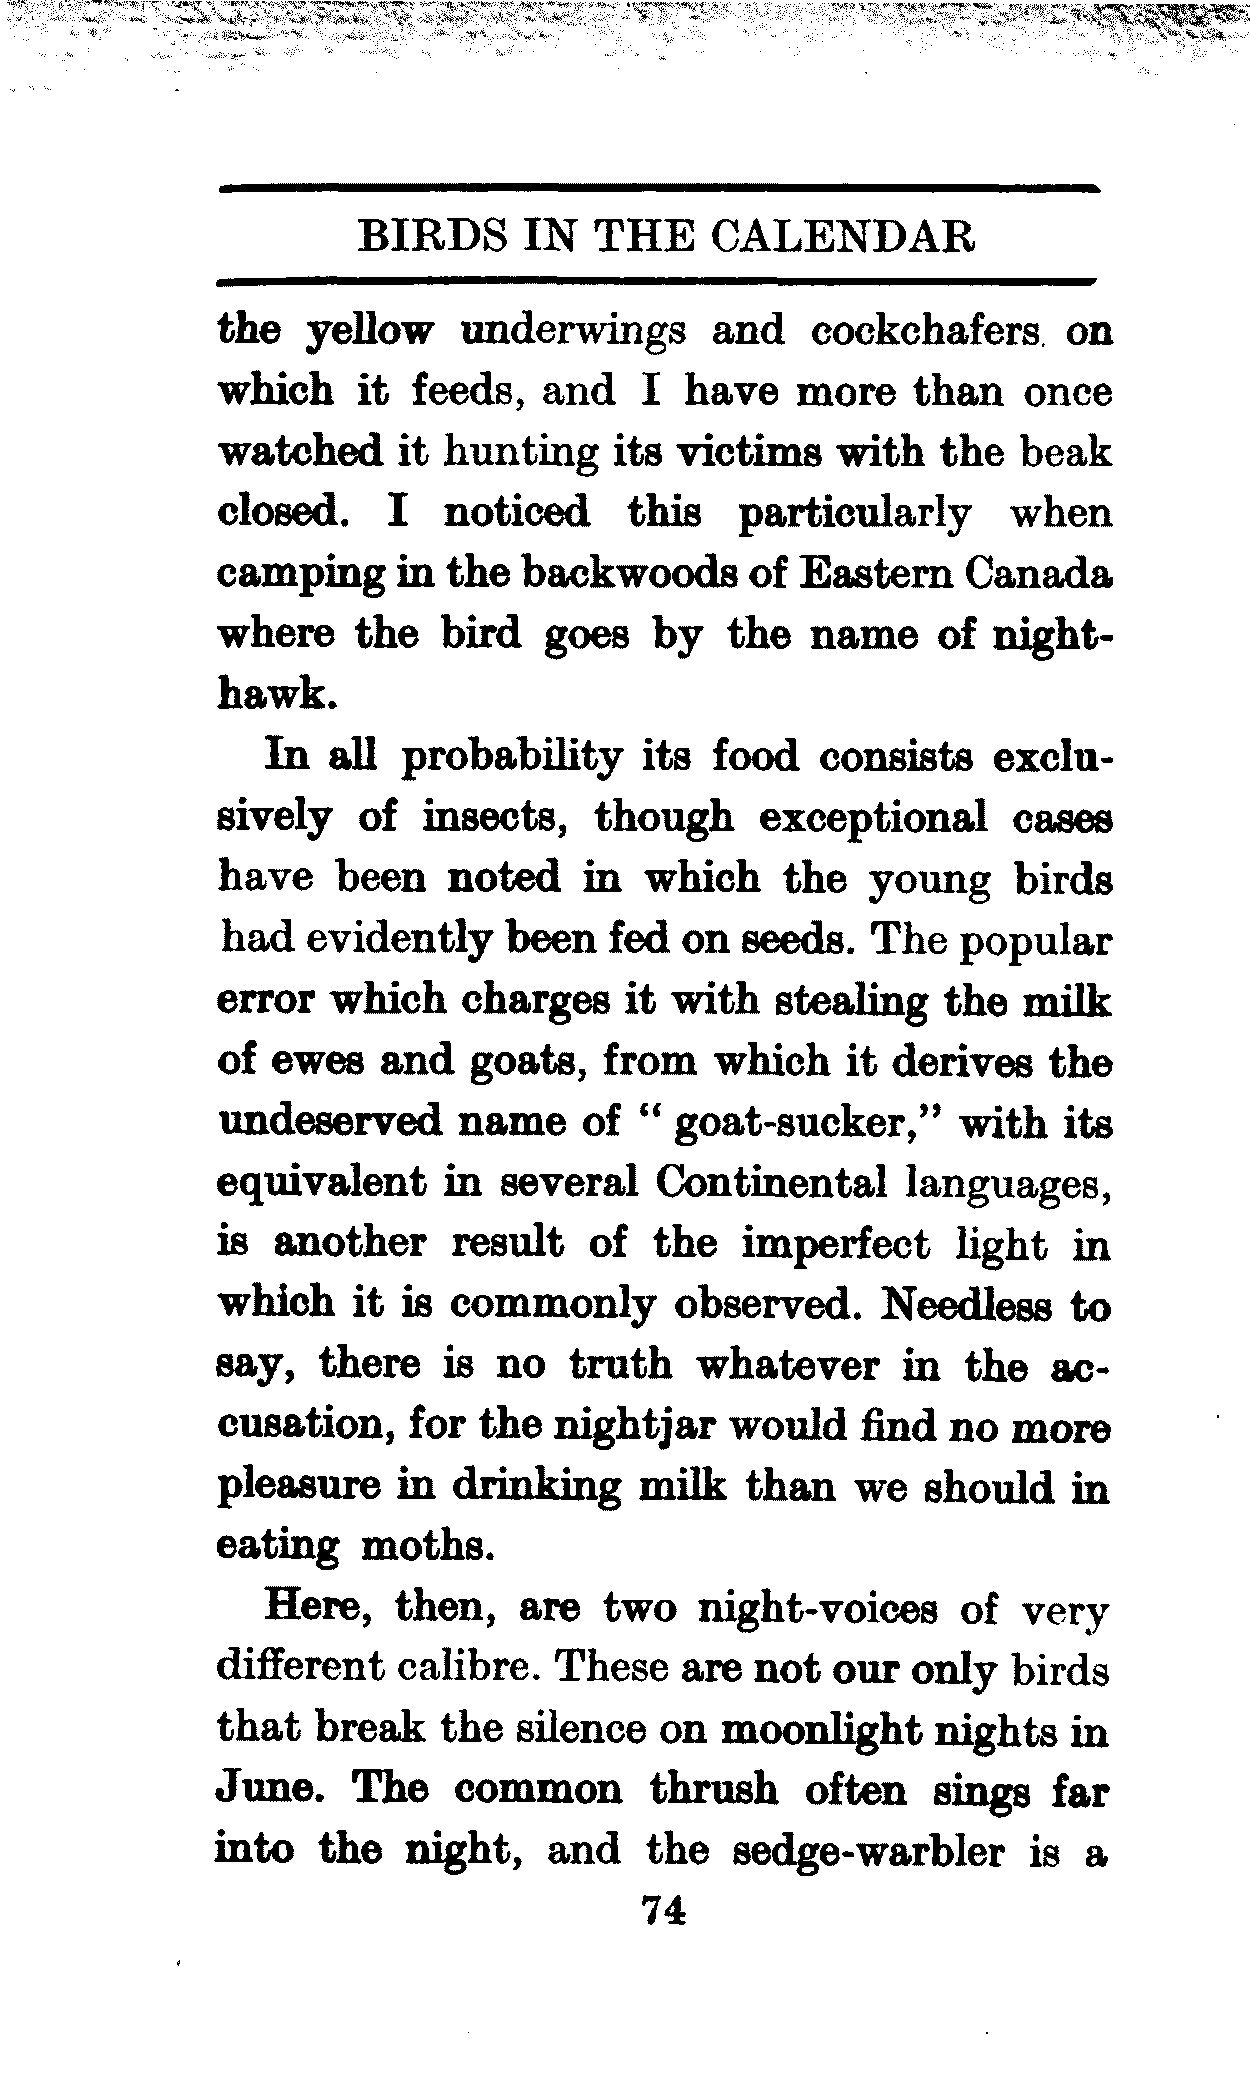 BIRDS IN THE CALENDAR
the yellow underwings and cockchafers. on
which it feeds, and I have more than once
watched it hunting its victims with the beak
closed. I noticed this particularly when
camping in the backwoods of Eastern Canada
where the bird goes by the name of night-
hawk.
In all probability its food consists exclu-
sively of insects, though exceptional cases
have been noted in which the young birds
had evidently been fed on seeds. The popular
error which charges it with stealing the milk
of ewes and goats, from which it derives the
undeserved name of “ goat-sucker,” with its
equivalent in several Continental languages,
is another result of the imperfect light in
which it is commonly observed. Needless to
say, there is no truth whatever in the ac-
cusation, for the nightjar would find no more
pleasure in drinking milk than we should in
eating moths.
Here, then, are two night-voices of very
different calibre. These are not our only birds
that break the silence on moonlight nights in
June. The common thrush often sings far
into the night, and the sedge-warbler is a
74